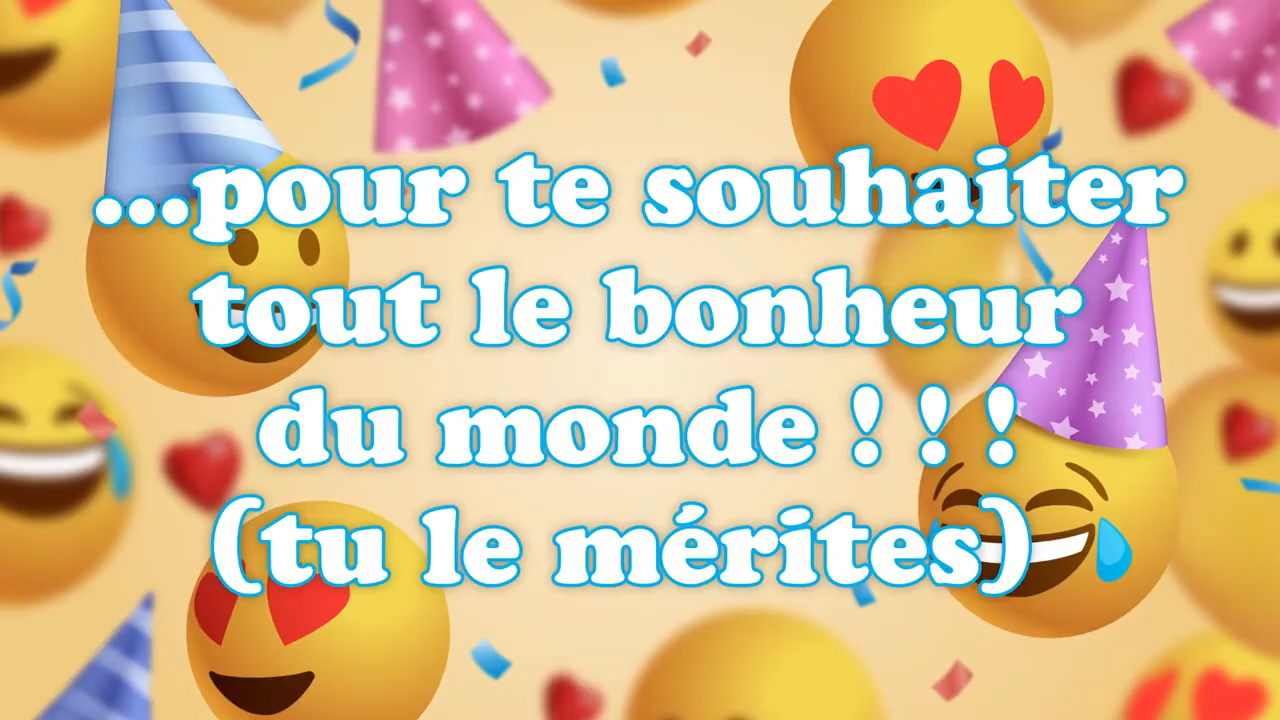 ...pour te souhaiter
tout le bonheur
du monde ! ! !
(tu le mérites)